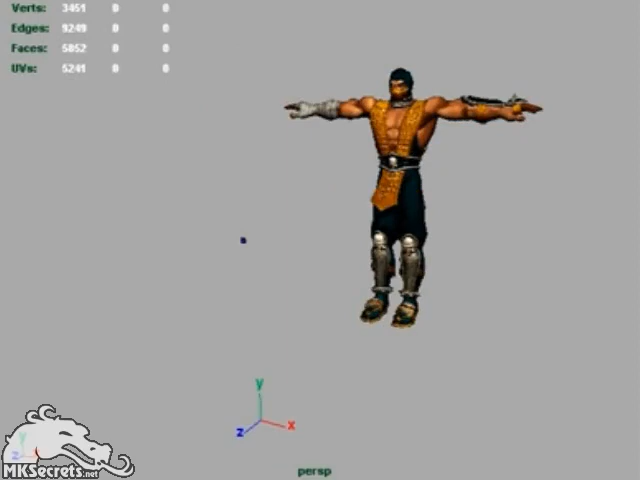 Verts: 3451 0 0
Edges: 9249 0 0
Faces: 5852 0 0
UVs: 5241 0 0
y
z x
y
z
MKSecrets.net
persp